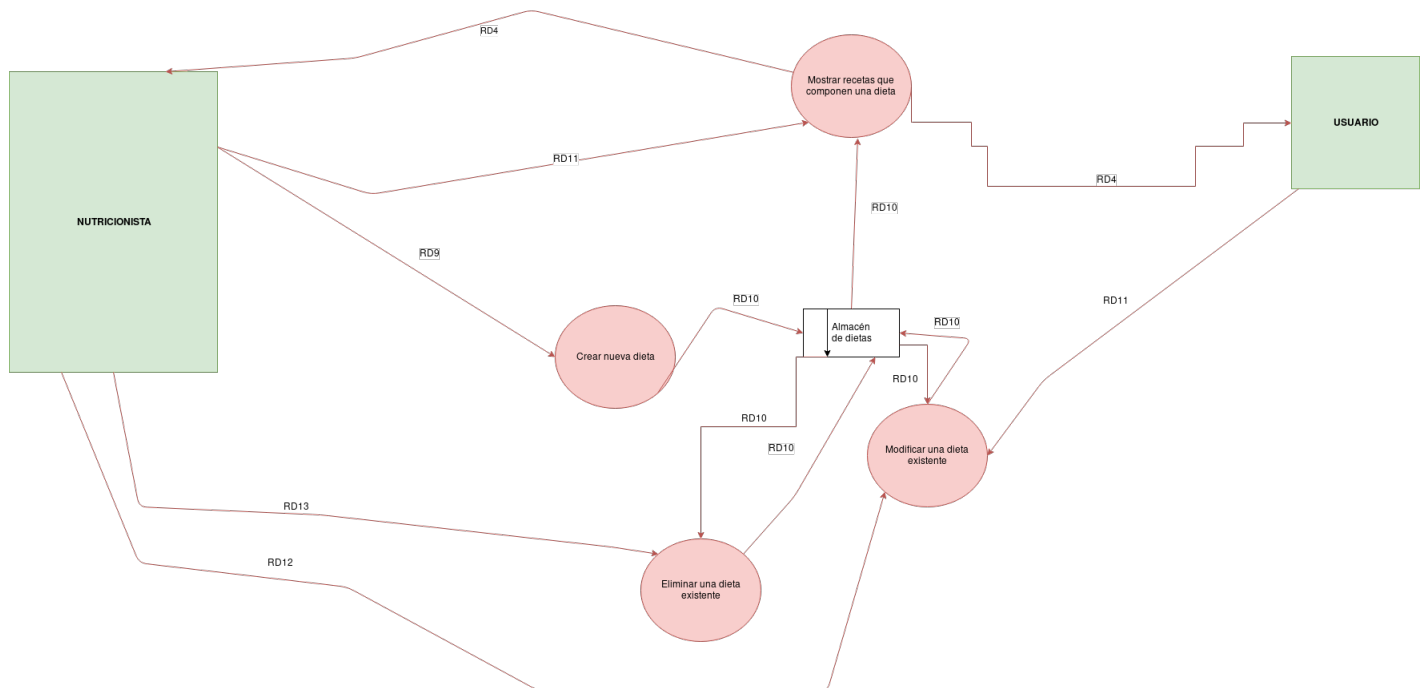 RD4
Mostrar recetas que
componen una dieta
USUARIO
RD11
RD4
NUTRICIONISTA
RD10
RD9
RD10
RD11
Almacén
de dietas
RD10
Crear nueva dieta
RD10
RD10
RD10
Modificar una dieta
existente
RD13
RD12
Eliminar una dieta
existente